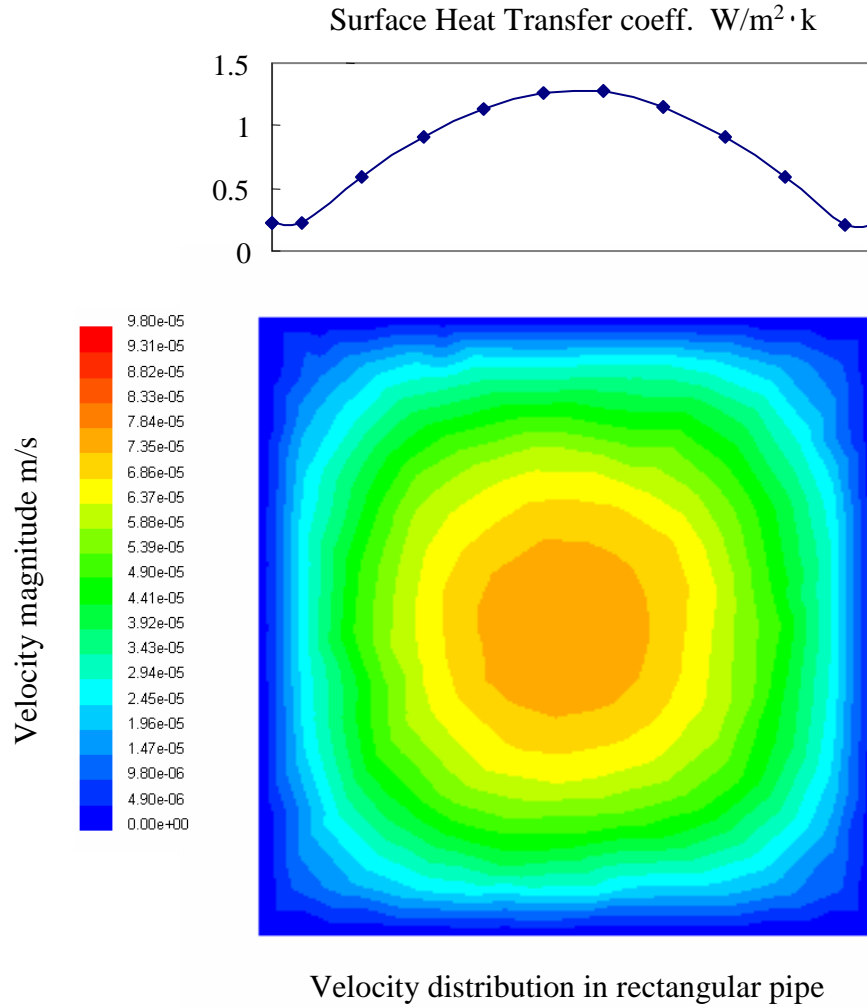 Surface Heat Transfer coeff. W/m²·k
1.5
1
0.5
0
9.80e-05
9.31e-05
8.82e-05
8.33e-05
7.84e-05
7.35e-05
6.86e-05
6.37e-05
5.88e-05
5.39e-05
4.90e-05
4.41e-05
3.92e-05
3.43e-05
2.94e-05
2.45e-05
1.96e-05
1.47e-05
9.80e-06
4.90e-06
0.00e+00
Velocity magnitude m/s
Velocity distribution in rectangular pipe